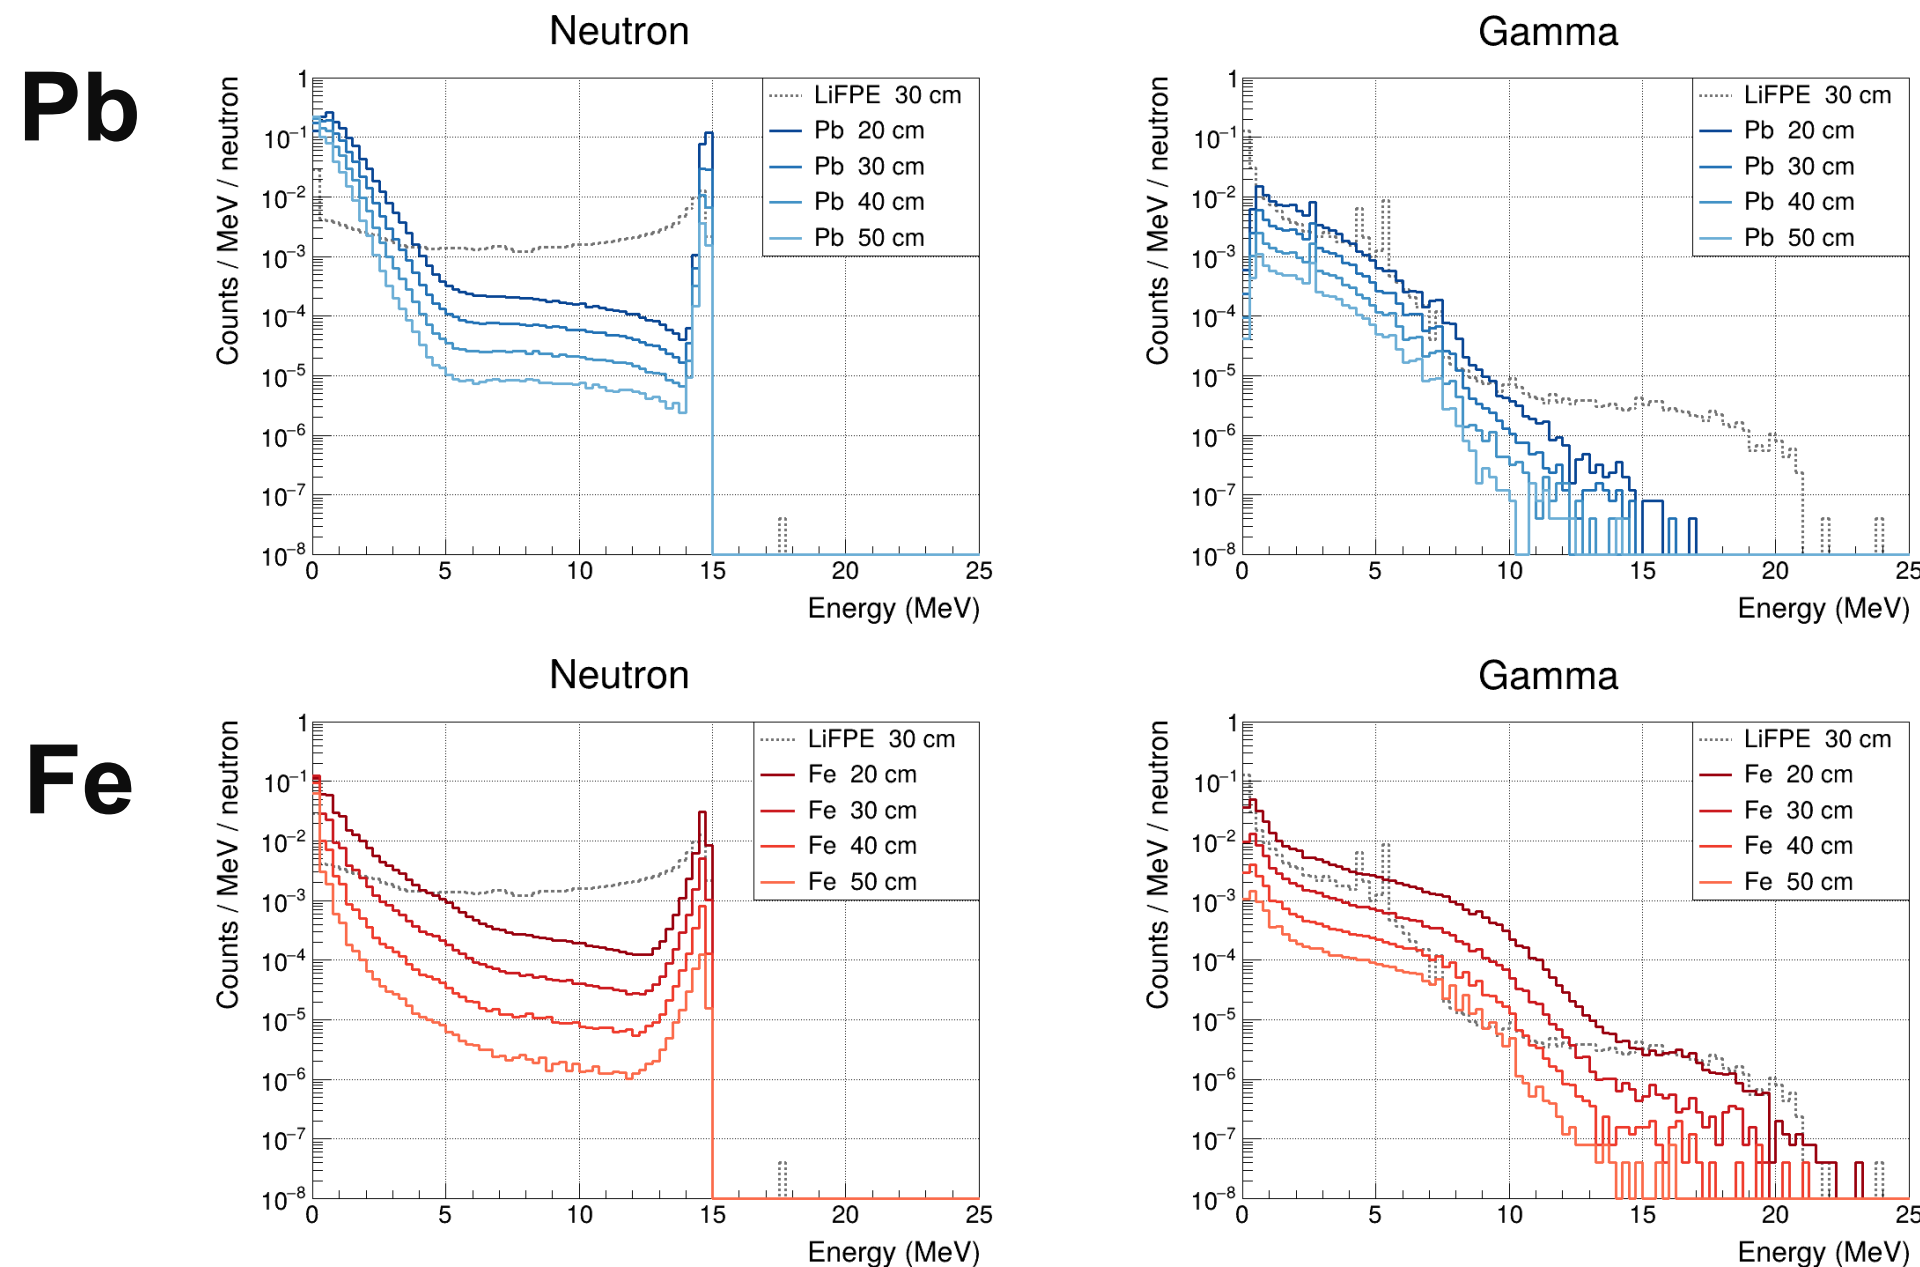 Pb
Neutron
Counts / MeV / neutron
1
10⁻¹
10⁻²
10⁻³
10⁻⁴
10⁻⁵
10⁻⁶
10⁻⁷
10⁻⁸
0 5 10 15 20 25
Energy (MeV)
LiFPE 30 cm
Pb 20 cm
Pb 30 cm
Pb 40 cm
Pb 50 cm
Gamma
Counts / MeV / neutron
1
10⁻¹
10⁻²
10⁻³
10⁻⁴
10⁻⁵
10⁻⁶
10⁻⁷
10⁻⁸
0 5 10 15 20 25
Energy (MeV)
LiFPE 30 cm
Pb 20 cm
Pb 30 cm
Pb 40 cm
Pb 50 cm
Fe
Neutron
Counts / MeV / neutron
1
10⁻¹
10⁻²
10⁻³
10⁻⁴
10⁻⁵
10⁻⁶
10⁻⁷
10⁻⁸
0 5 10 15 20 25
Energy (MeV)
LiFPE 30 cm
Fe 20 cm
Fe 30 cm
Fe 40 cm
Fe 50 cm
Gamma
Counts / MeV / neutron
1
10⁻¹
10⁻²
10⁻³
10⁻⁴
10⁻⁵
10⁻⁶
10⁻⁷
10⁻⁸
0 5 10 15 20 25
Energy (MeV)
LiFPE 30 cm
Fe 20 cm
Fe 30 cm
Fe 40 cm
Fe 50 cm